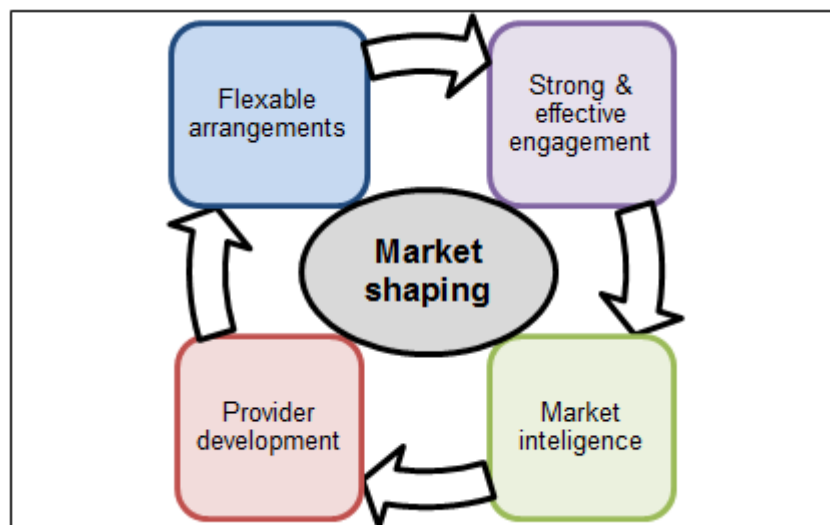 Flexable
arrangements
Strong &
effective
engagement
Market
shaping
Provider
development
Market
inteligence